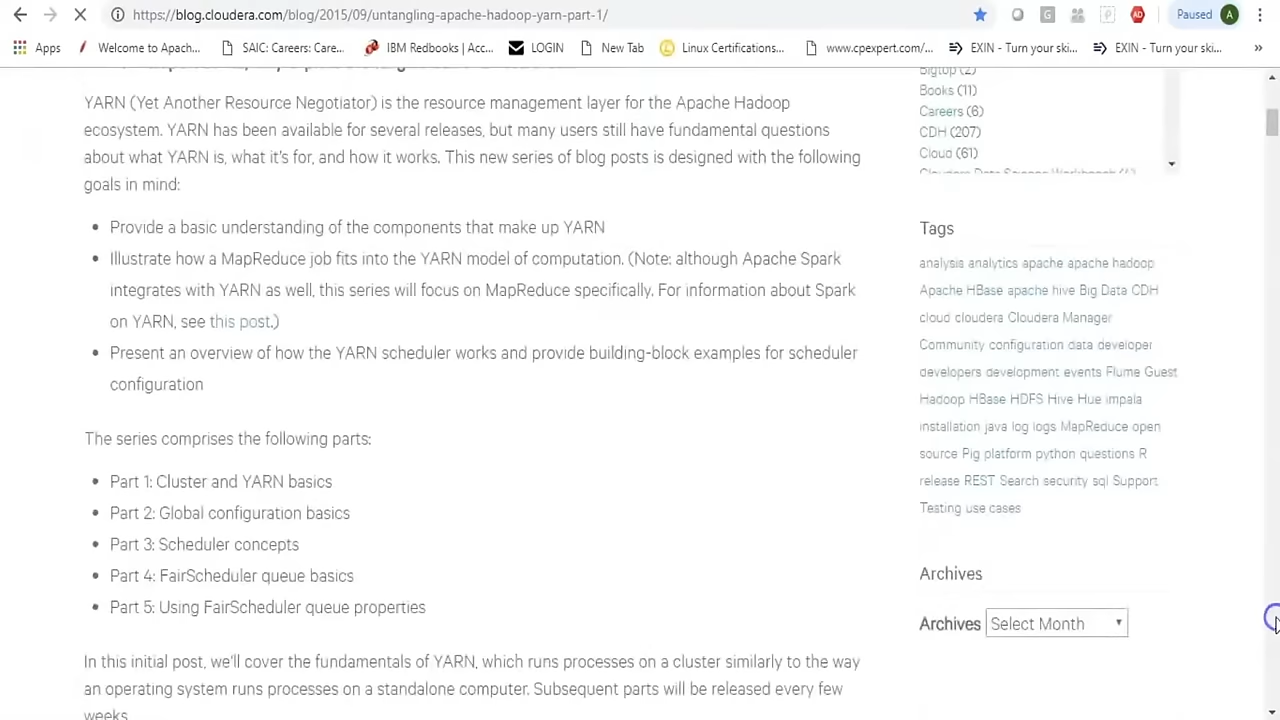 https://blog.cloudera.com/blog/2015/09/untangling-apache-hadoop-yarn-part-1/
Paused A
Apps Welcome to Apach... SAIC: Careers: Care... IBM Redbooks | Acc... LOGIN New Tab Linux Certifications... www.cpexpert.com/... EXIN - Turn your ski... EXIN - Turn your ski... »
YARN (Yet Another Resource Negotiator) is the resource management layer for the Apache Hadoop
ecosystem. YARN has been available for several releases, but many users still have fundamental questions
about what YARN is, what it's for, and how it works. This new series of blog posts is designed with the following
goals in mind:
• Provide a basic understanding of the components that make up YARN
• Illustrate how a MapReduce job fits into the YARN model of computation. (Note: although Apache Spark
integrates with YARN as well, this series will focus on MapReduce specifically. For information about Spark
on YARN, see this post.)
• Present an overview of how the YARN scheduler works and provide building-block examples for scheduler
configuration
The series comprises the following parts:
• Part 1: Cluster and YARN basics
• Part 2: Global configuration basics
• Part 3: Scheduler concepts
• Part 4: FairScheduler queue basics
• Part 5: Using FairScheduler queue properties
In this initial post, we'll cover the fundamentals of YARN, which runs processes on a cluster similarly to the way
an operating system runs processes on a standalone computer. Subsequent parts will be released every few
weeks.
Bigtop (2)
Books (11)
Careers (6)
CDH (207)
Cloud (61)
Cloudera Data Science Workbench
Tags
analysis analytics apache apache hadoop
Apache HBase apache hive Big Data CDH
cloud cloudera Cloudera Manager
Community configuration data developer
developers development events Flume Guest
Hadoop HBase HDFS Hive Hue impala
installation java log logs MapReduce open
source Pig platform python questions R
release REST Search security sql Support
Testing use cases
Archives
Archives Select Month